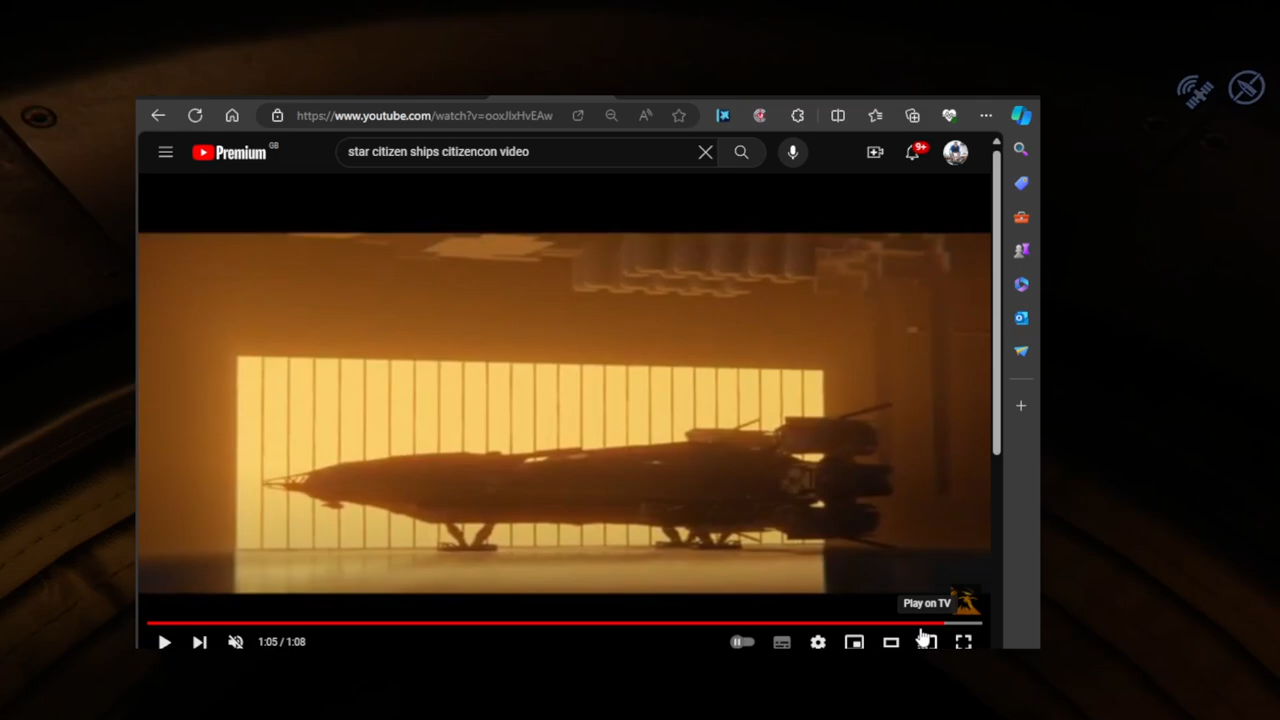 https://www.youtube.com/watch?v=ooxJlxHvEAw
Premium GB
star citizen ships citizencon video
9+
Play on TV
1:05 / 1:08